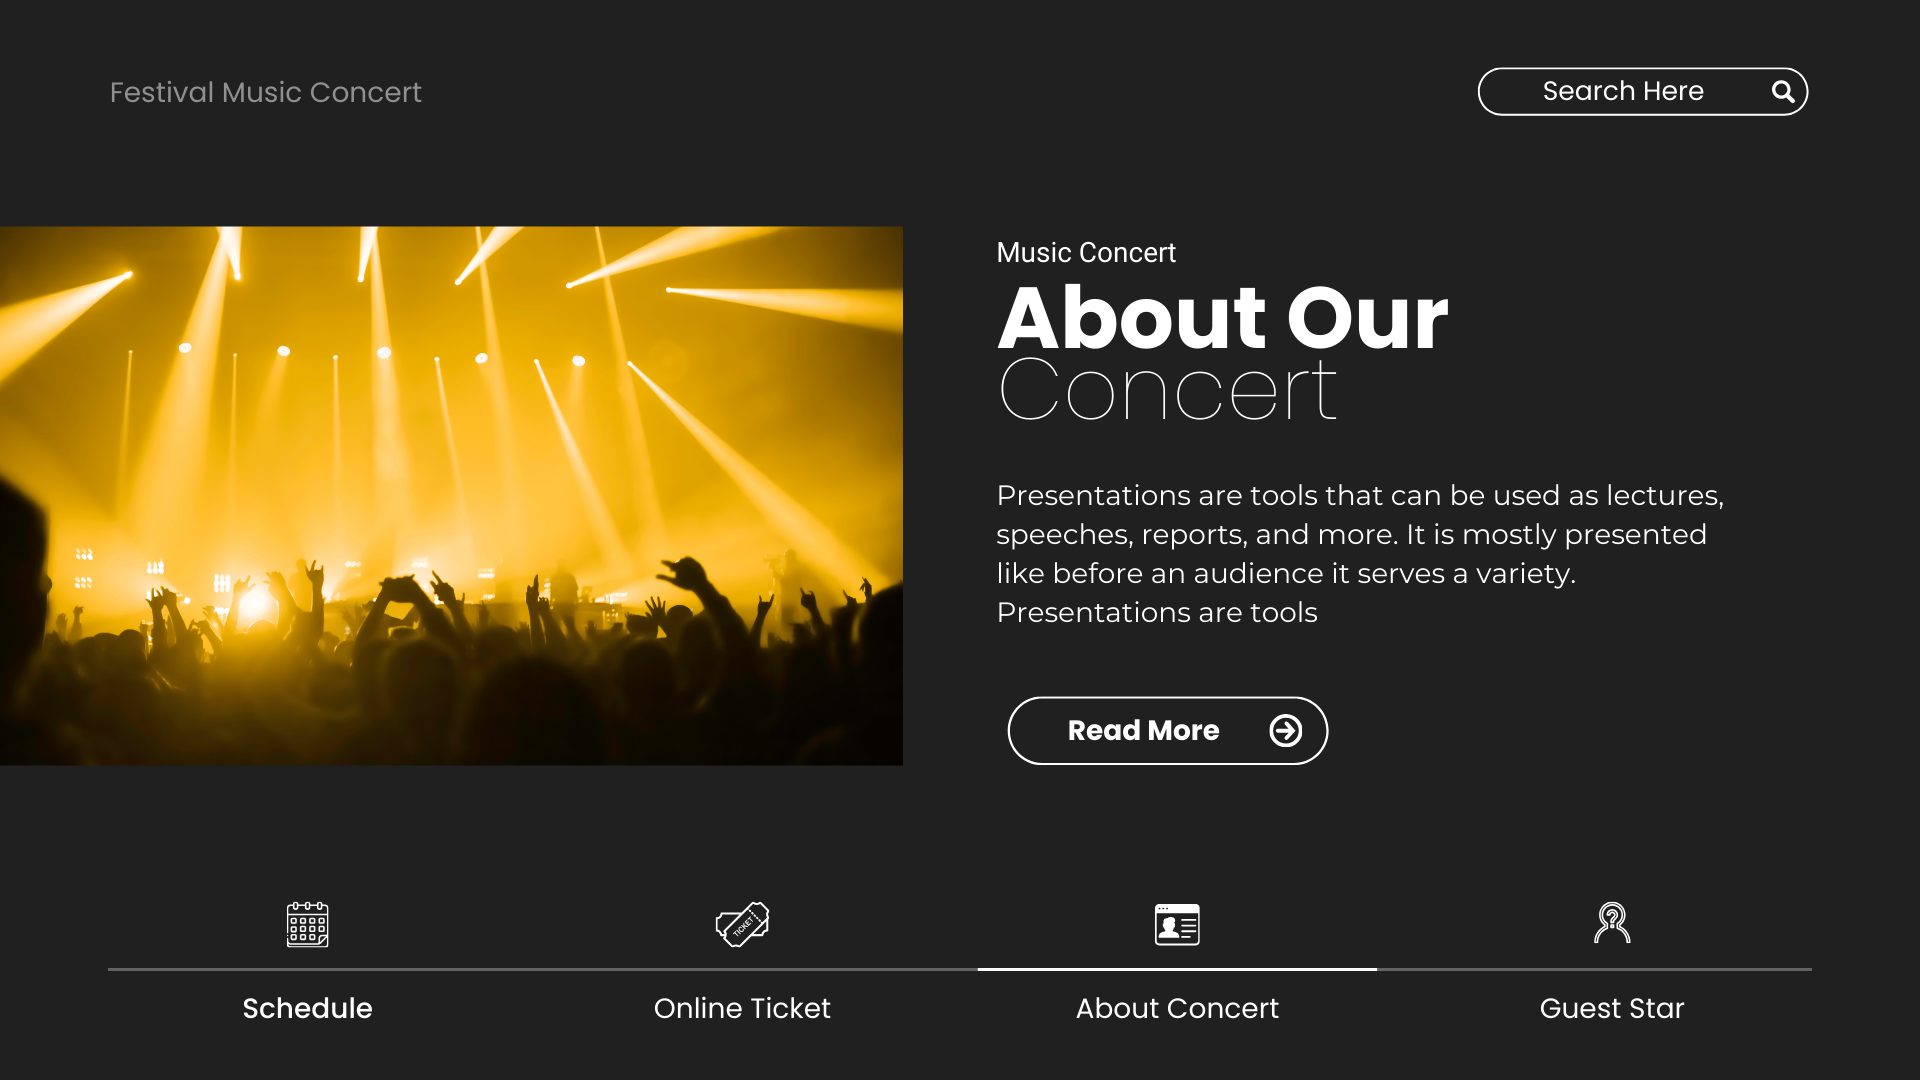 Festival Music Concert
Search Here
Music Concert
About Our
Concert
Presentations are tools that can be used as lectures,
speeches, reports, and more. It is mostly presented
like before an audience it serves a variety.
Presentations are tools
Read More
TICKET
Schedule
Online Ticket
About Concert
Guest Star